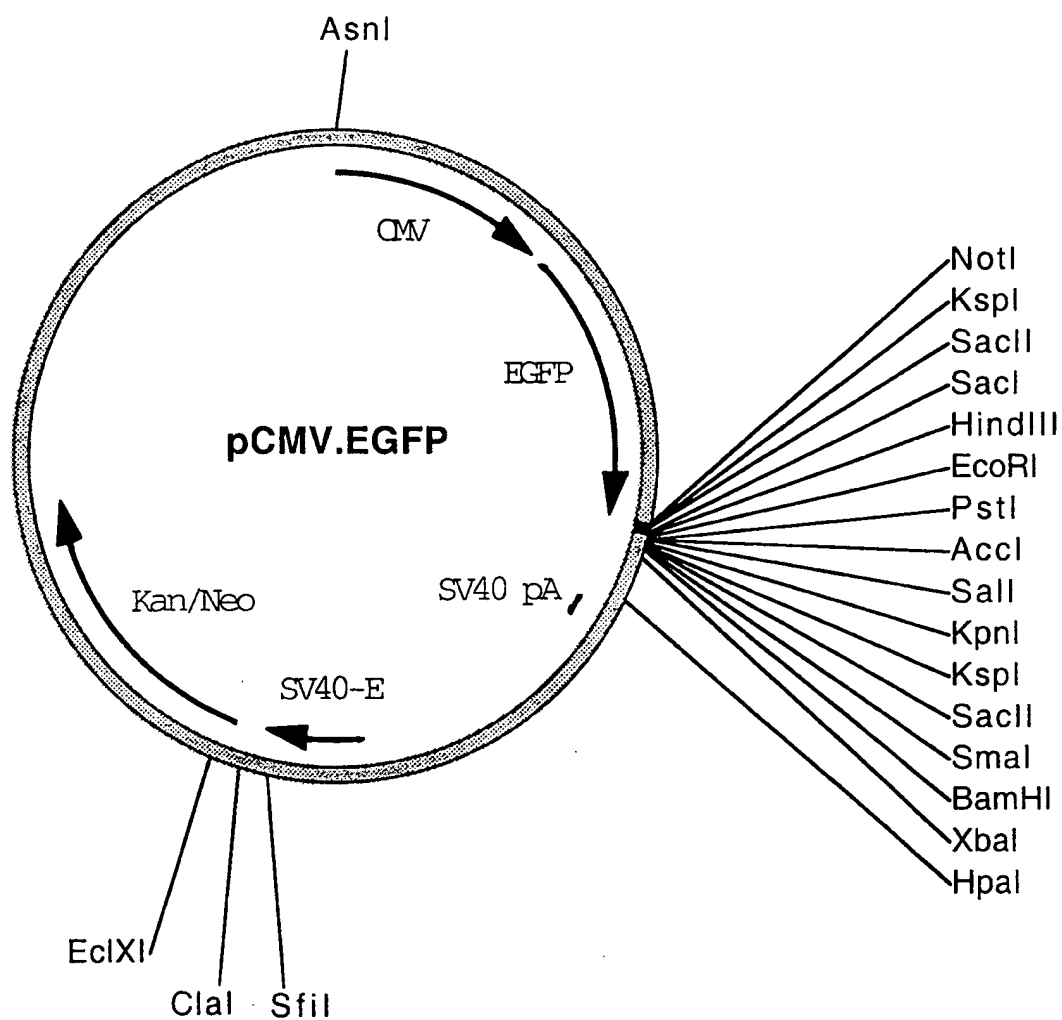 AsnI
CMV
EGFP
pCMV.EGFP
NotI
KspI
SacII
SacI
HindIII
EcoRI
PstI
AccI
SalI
KpnI
KspI
SacII
SmaI
BamHI
XbaI
HpaI
SV40 pA
Kan/Neo
SV40-E
EclXI
ClaI
SfiI